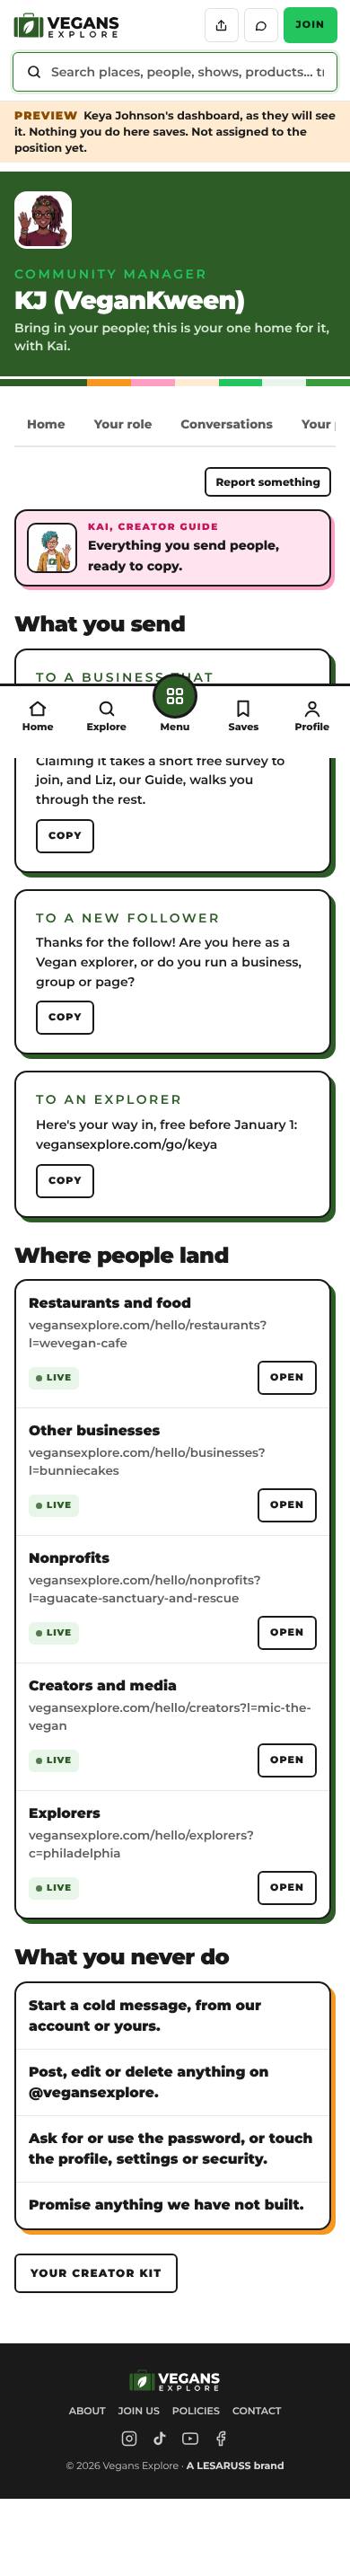 VEGANS
EXPLORE
JOIN
Search places, people, shows, products... tr
PREVIEW Keya Johnson's dashboard, as they will see
it. Nothing you do here saves. Not assigned to the
position yet.
COMMUNITY MANAGER
KJ (VeganKween)
Bring in your people; this is your one home for it,
with Kai.
Home Your role Conversations Your
Report something
KAI, CREATOR GUIDE
Everything you send people,
ready to copy.
What you send
TO A BUSINESS THAT
Home Explore Menu Saves Profile
Claiming it takes a short free survey to
join, and Liz, our Guide, walks you
through the rest.
COPY
TO A NEW FOLLOWER
Thanks for the follow! Are you here as a
Vegan explorer, or do you run a business,
group or page?
COPY
TO AN EXPLORER
Here's your way in, free before January 1:
vegansexplore.com/go/keya
COPY
Where people land
Restaurants and food
vegansexplore.com/hello/restaurants?
l=wevegan-cafe
LIVE OPEN
Other businesses
vegansexplore.com/hello/businesses?
l=bunniecakes
LIVE OPEN
Nonprofits
vegansexplore.com/hello/nonprofits?
l=aguacate-sanctuary-and-rescue
LIVE OPEN
Creators and media
vegansexplore.com/hello/creators?l=mic-the-
vegan
LIVE OPEN
Explorers
vegansexplore.com/hello/explorers?
c=philadelphia
LIVE OPEN
What you never do
Start a cold message, from our
account or yours.
Post, edit or delete anything on
@vegansexplore.
Ask for or use the password, or touch
the profile, settings or security.
Promise anything we have not built.
YOUR CREATOR KIT
VEGANS
EXPLORE
ABOUT JOIN US POLICIES CONTACT
© 2026 Vegans Explore · A LESARUSS brand